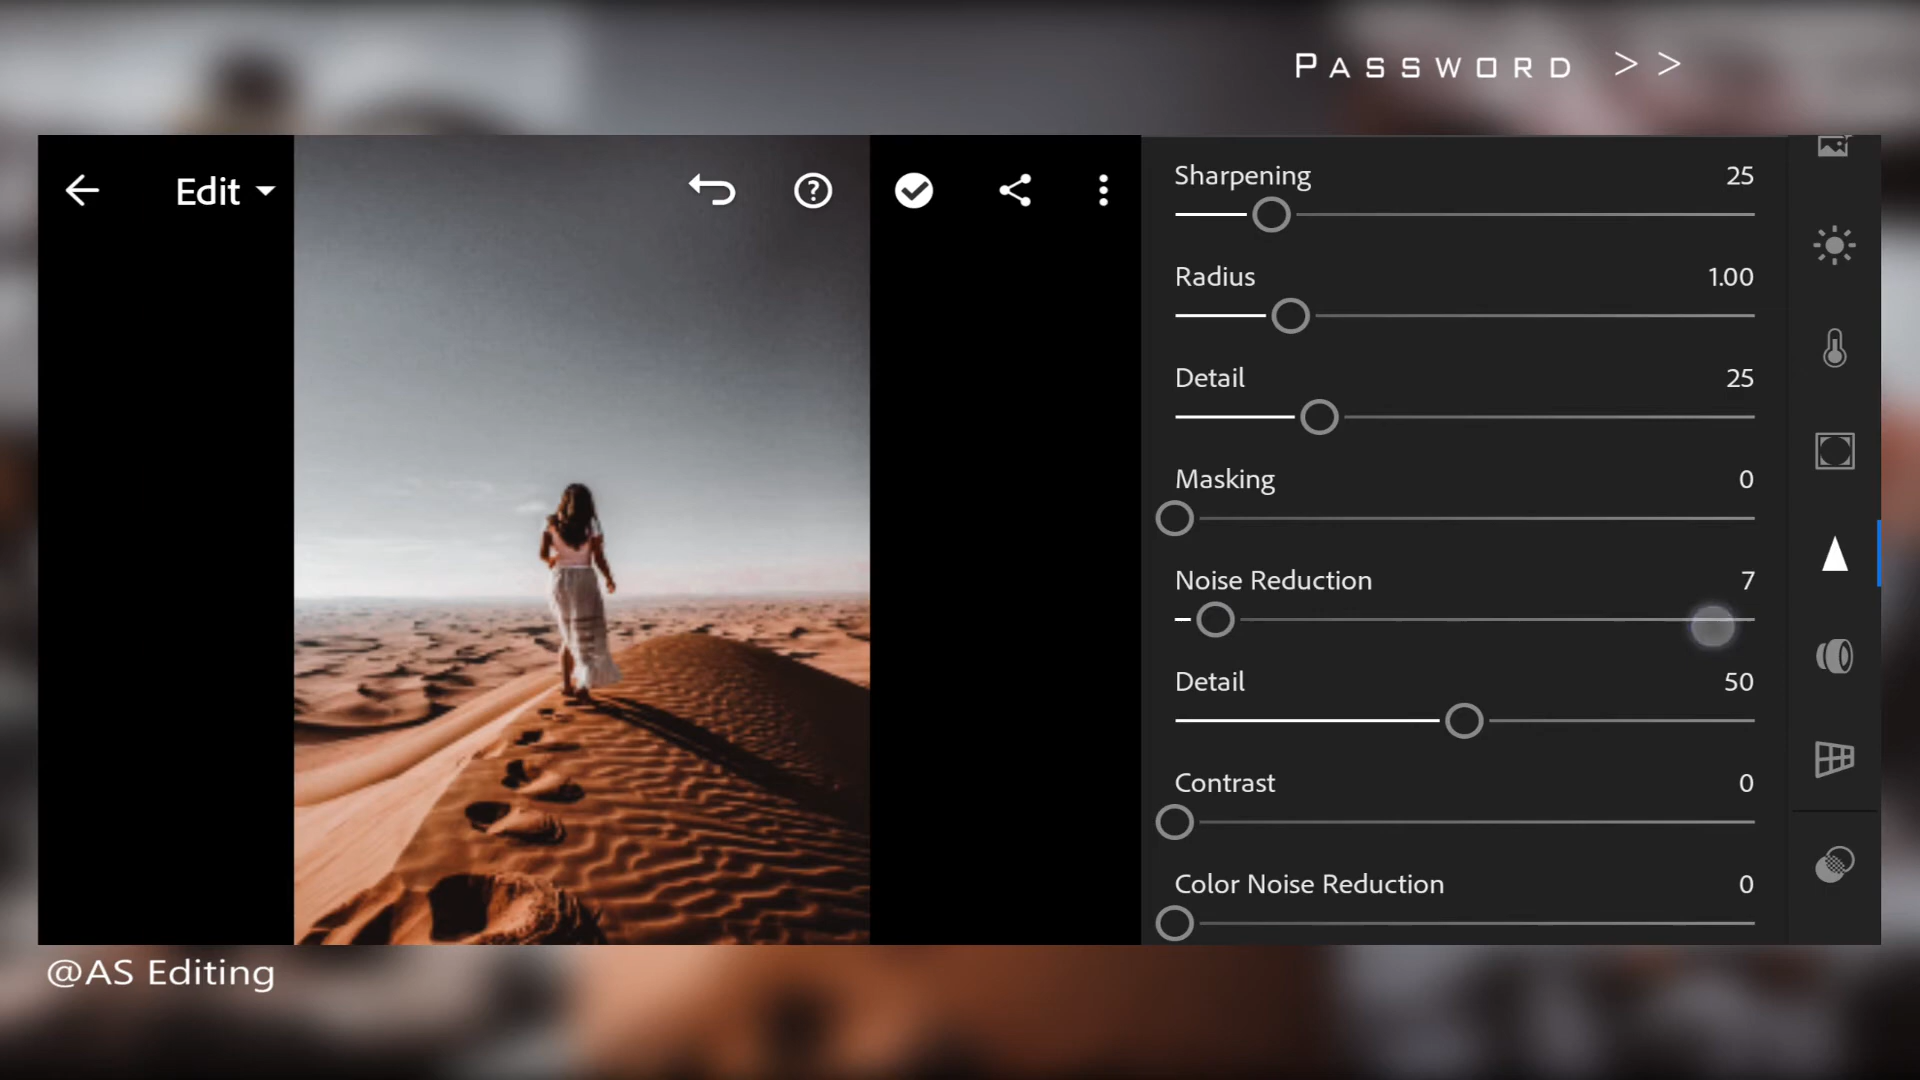 PASSWORD >>
Edit
Sharpening 25
Radius 1.00
Detail 25
Masking 0
Noise Reduction 7
Detail 50
Contrast 0
Color Noise Reduction 0
@AS Editing